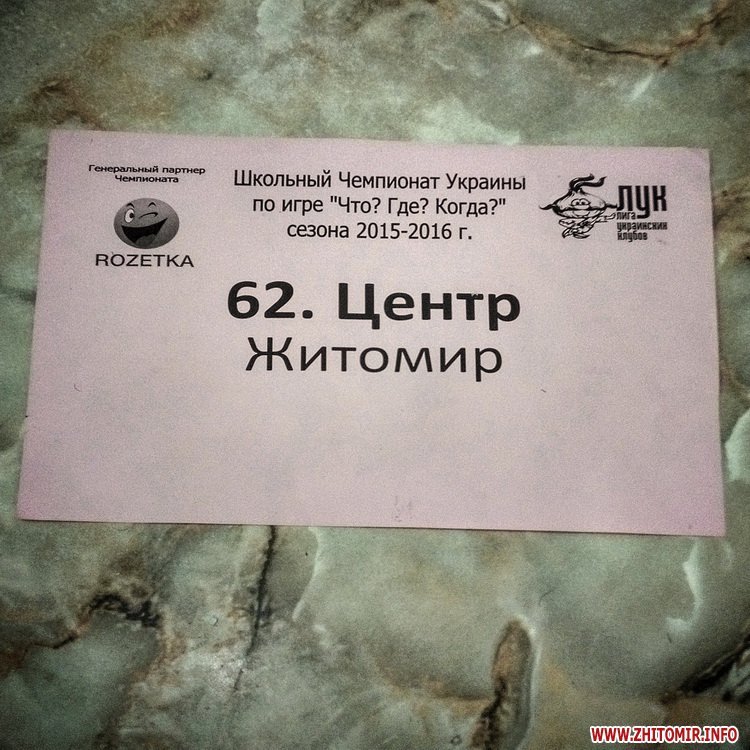 Генеральный партнер
Чемпионата
ROZETKA
Школьный Чемпионат Украины
по игре "Что? Где? Когда?"
сезона 2015-2016 г.
ЛУК
лига
украинских
клубов
62. Центр
Житомир
WWW.ZHITOMIR.INFO